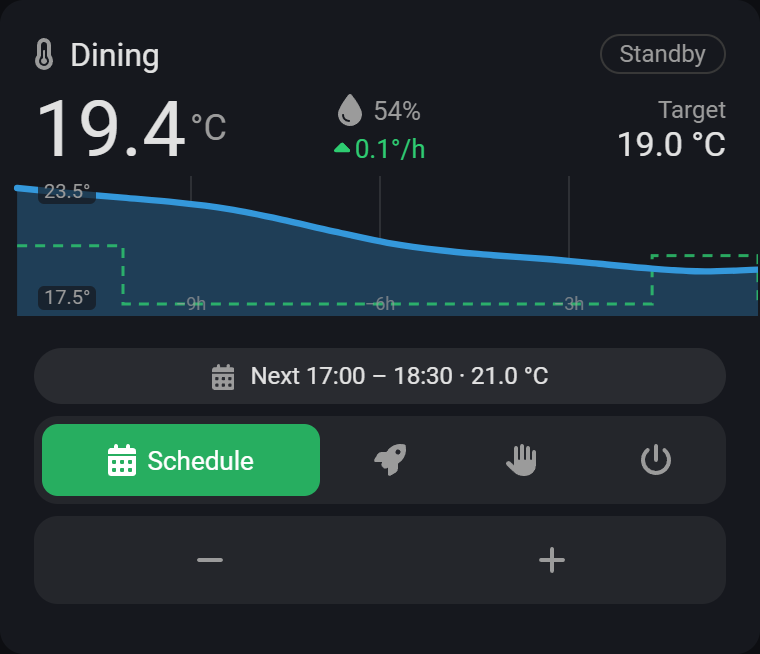 Dining
Standby
19.4 °C
54%
0.1°/h
Target
19.0 °C
23.5°
17.5°
-9h
-6h
-3h
Next 17:00 – 18:30 · 21.0 °C
Schedule